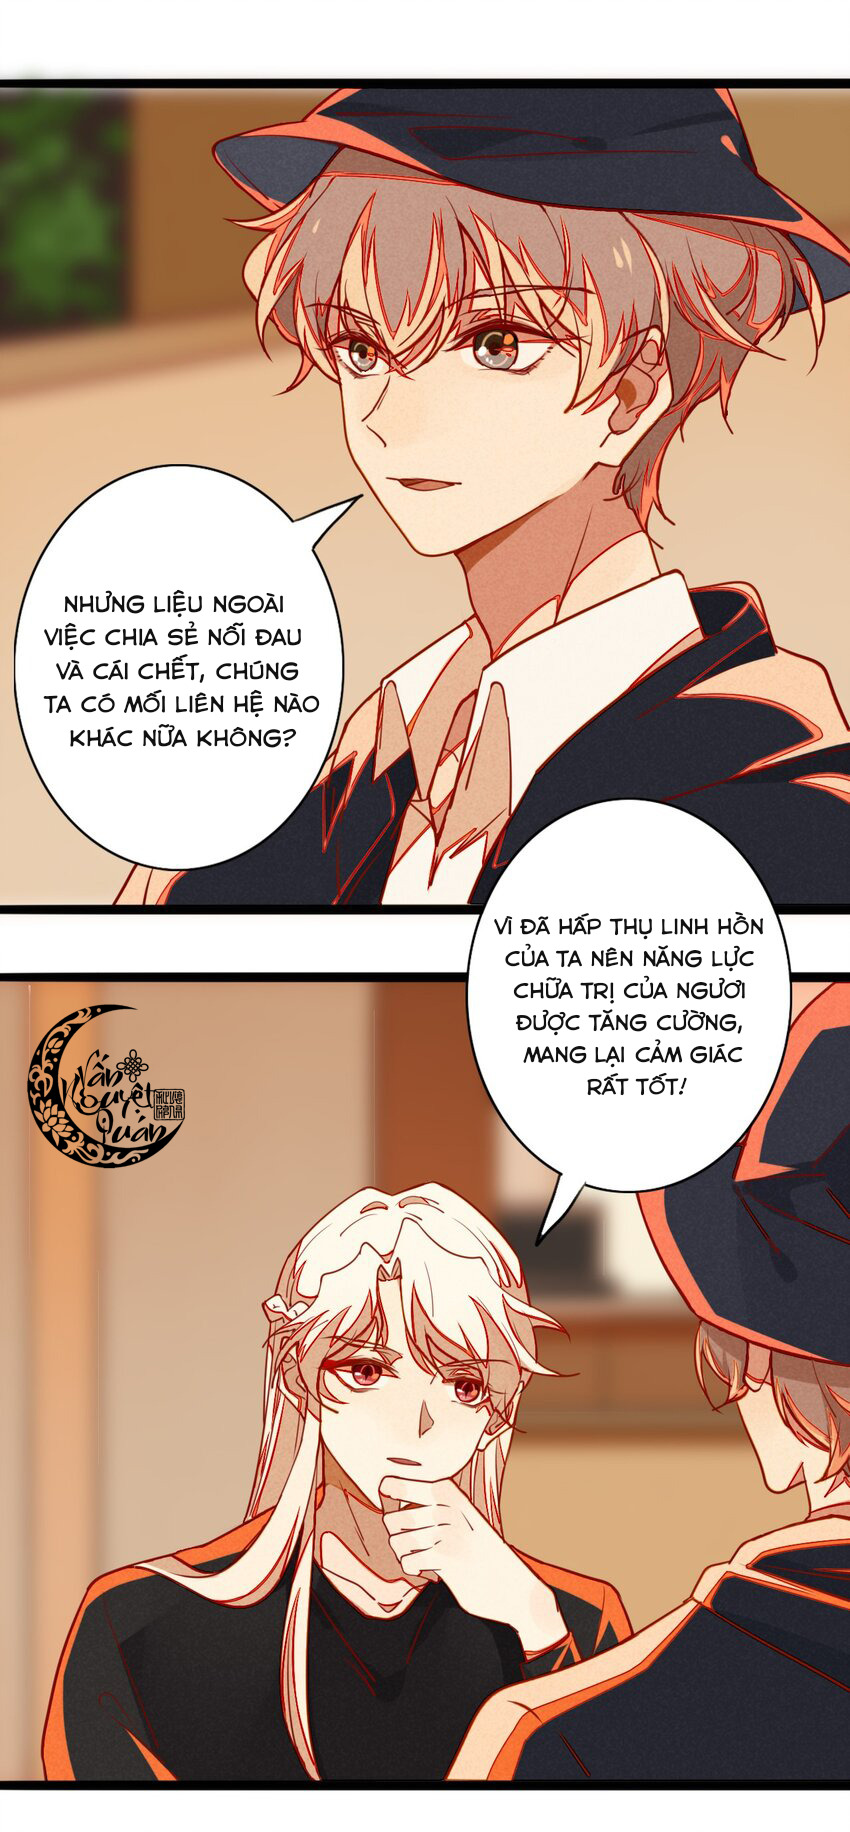 NHƯNG LIỆU NGOÀI
VIỆC CHIA SẺ NỖI ĐAU
VÀ CÁI CHẾT, CHÚNG
TA CÓ MỐI LIÊN HỆ NÀO
KHÁC NỮA KHÔNG?
VÌ ĐÃ HẤP THỤ LINH HỒN
CỦA TA NÊN NĂNG LỰC
CHỮA TRỊ CỦA NGƯƠI
ĐƯỢC TĂNG CƯỜNG,
MANG LẠI CẢM GIÁC
RẤT TỐT!
Vấn
Nguyệt
Quán